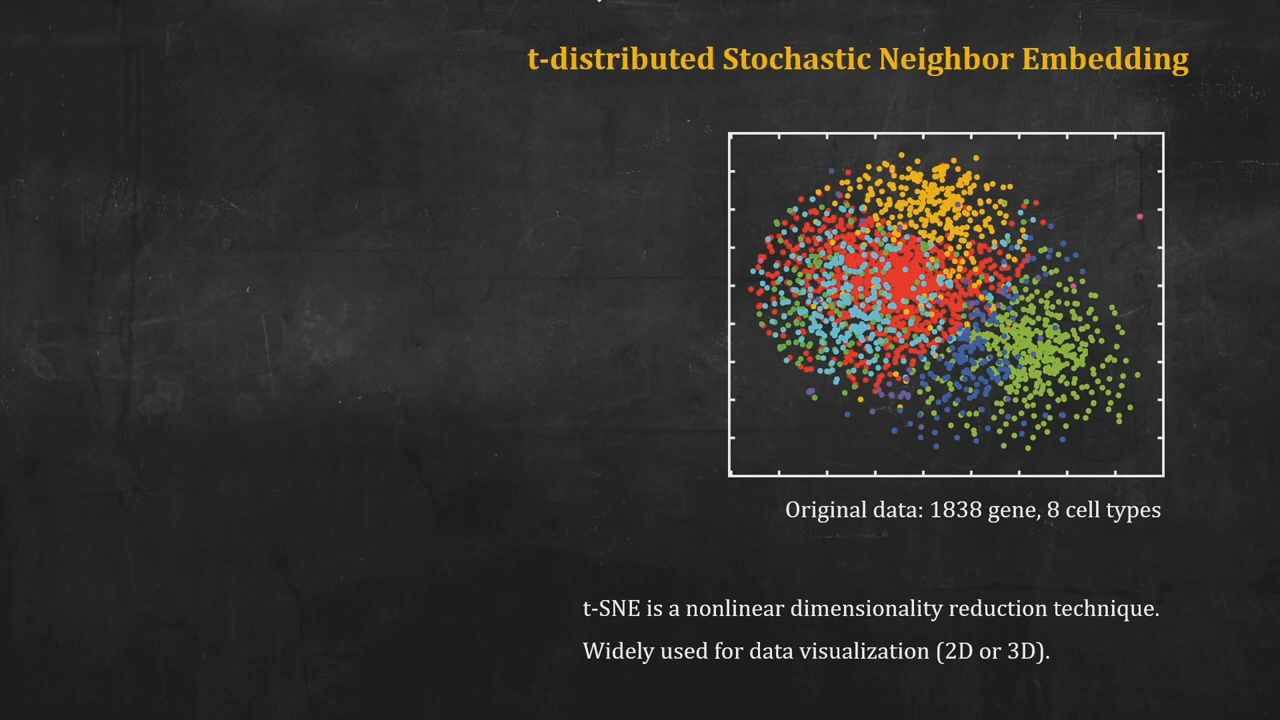 t-distributed Stochastic Neighbor Embedding
Original data: 1838 gene, 8 cell types
t-SNE is a nonlinear dimensionality reduction technique.
Widely used for data visualization (2D or 3D).